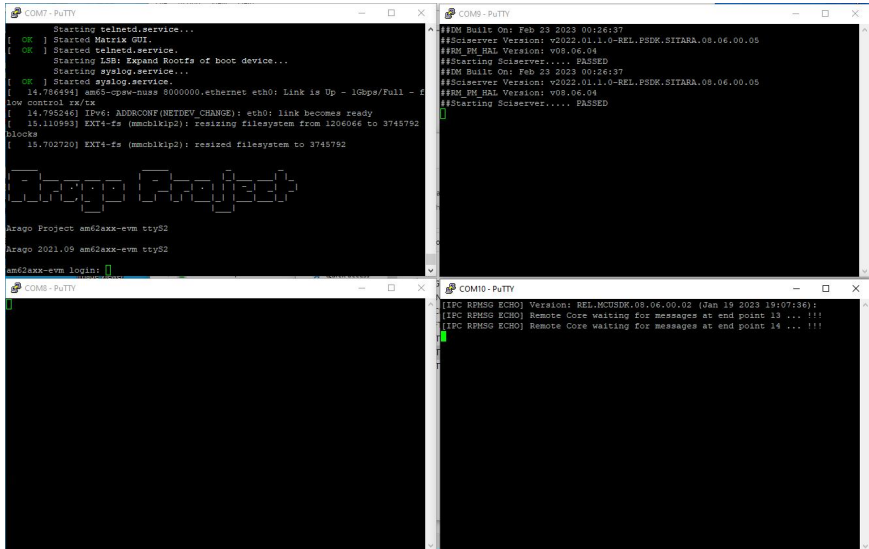 COM7 - PuTTY
Starting telnetd.service...
[  OK  ] Started Matrix GUI.
[  OK  ] Started telnetd.service.
Starting LSB: Expand Rootfs of boot device...
Starting syslog.service...
[  OK  ] Started syslog.service.
[   14.786494] am65-cpsw-nuss 8000000.ethernet eth0: Link is Up - 1Gbps/Full - f
low control rx/tx
[   14.795246] IPv6: ADDRCONF(NETDEV_CHANGE): eth0: link becomes ready
[   15.110993] EXT4-fs (mmcblk1p2): resizing filesystem from 1206066 to 3745792
blocks
[   15.702720] EXT4-fs (mmcblk1p2): resized filesystem to 3745792
Arago Project
Arago Project am62axx-evm ttyS2
Arago 2021.09 am62axx-evm ttyS2
am62axx-evm login:
COM9 - PuTTY
##DM Built On: Feb 23 2023 00:26:37
##Sciserver Version: v2022.01.1.0-REL.PSDK.SITARA.08.06.00.05
##RM_PM_HAL Version: v08.06.04
##Starting Sciserver..... PASSED
##DM Built On: Feb 23 2023 00:26:37
##Sciserver Version: v2022.01.1.0-REL.PSDK.SITARA.08.06.00.05
##RM_PM_HAL Version: v08.06.04
##Starting Sciserver..... PASSED
COM8 - PuTTY
COM10 - PuTTY
[IPC RPMSG ECHO] Version: REL.MCUSDK.08.06.00.02 (Jan 19 2023 19:07:36):
[IPC RPMSG ECHO] Remote Core waiting for messages at end point 13 ... !!!
[IPC RPMSG ECHO] Remote Core waiting for messages at end point 14 ... !!!